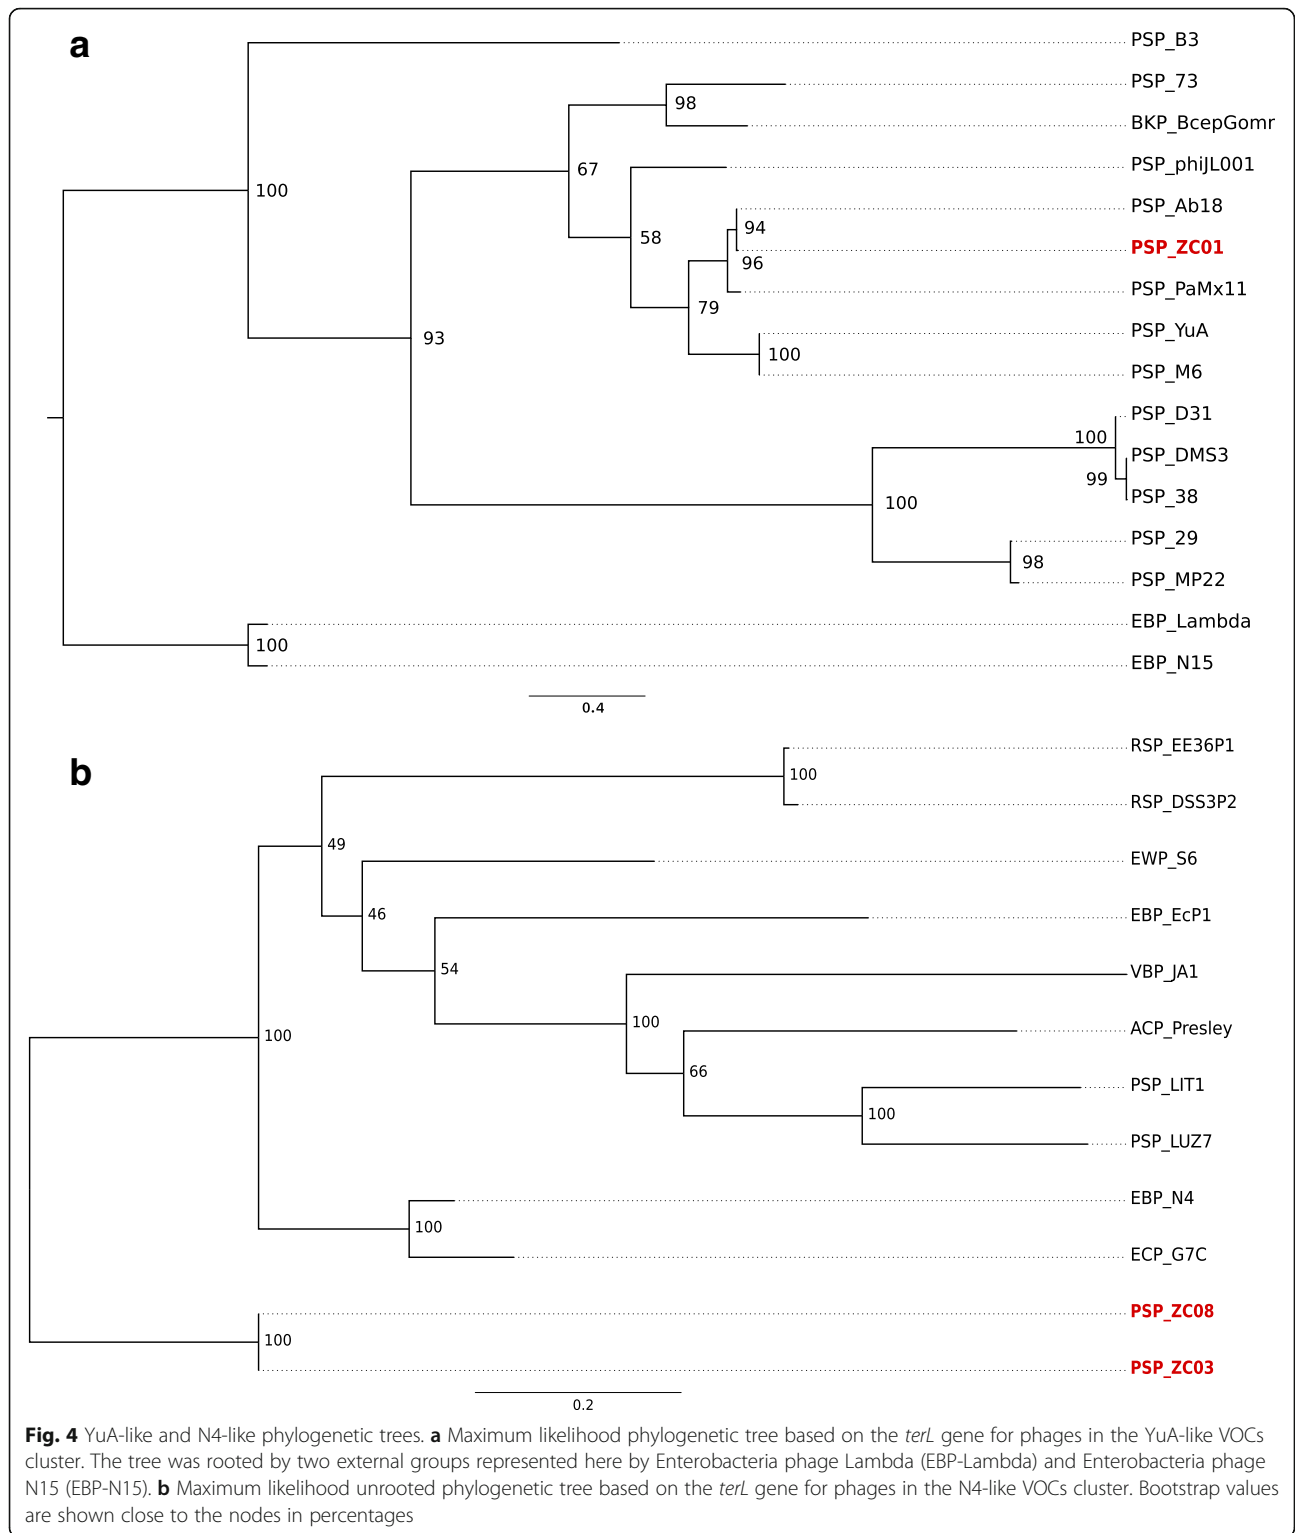 a
PSP_B3
PSP_73
98
BKP_BcepGomr
67
PSP_phiJL001
100
PSP_Ab18
94
58
PSP_ZC01
96
PSP_PaMx11
79
PSP_YuA
93
100
PSP_M6
PSP_D31
100
PSP_DMS3
99
PSP_38
100
PSP_29
98
PSP_MP22
EBP_Lambda
100
EBP_N15
0.4
b
RSP_EE36P1
100
RSP_DSS3P2
49
EWP_S6
46
EBP_EcP1
54
VBP_JA1
100
ACP_Presley
100
66
PSP_LIT1
100
PSP_LUZ7
EBP_N4
100
ECP_G7C
PSP_ZC08
100
PSP_ZC03
0.2
Fig. 4 YuA-like and N4-like phylogenetic trees. a Maximum likelihood phylogenetic tree based on the terL gene for phages in the YuA-like VOCs
cluster. The tree was rooted by two external groups represented here by Enterobacteria phage Lambda (EBP-Lambda) and Enterobacteria phage
N15 (EBP-N15). b Maximum likelihood unrooted phylogenetic tree based on the terL gene for phages in the N4-like VOCs cluster. Bootstrap values
are shown close to the nodes in percentages